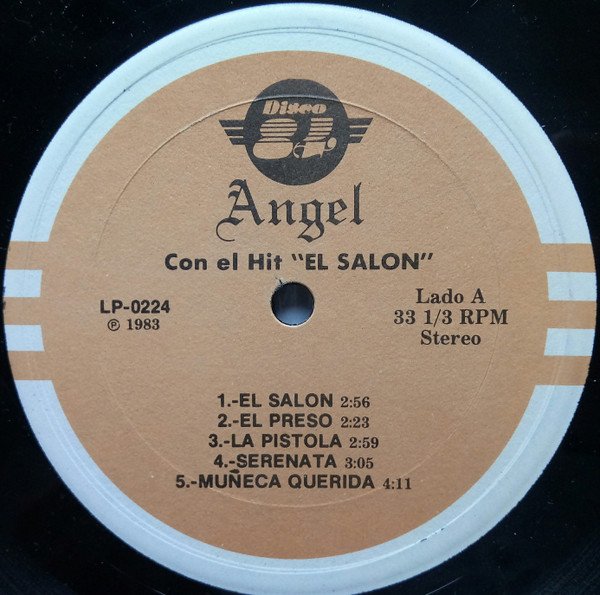 Disco
Angel
Con el Hit "EL SALON"
LP-0224
℗ 1983
Lado A
33 1/3 RPM
Stereo
1.-EL SALON 2:56
2.-EL PRESO 2:23
3.-LA PISTOLA 2:59
4.-SERENATA 3:05
5.-MUÑECA QUERIDA 4:11